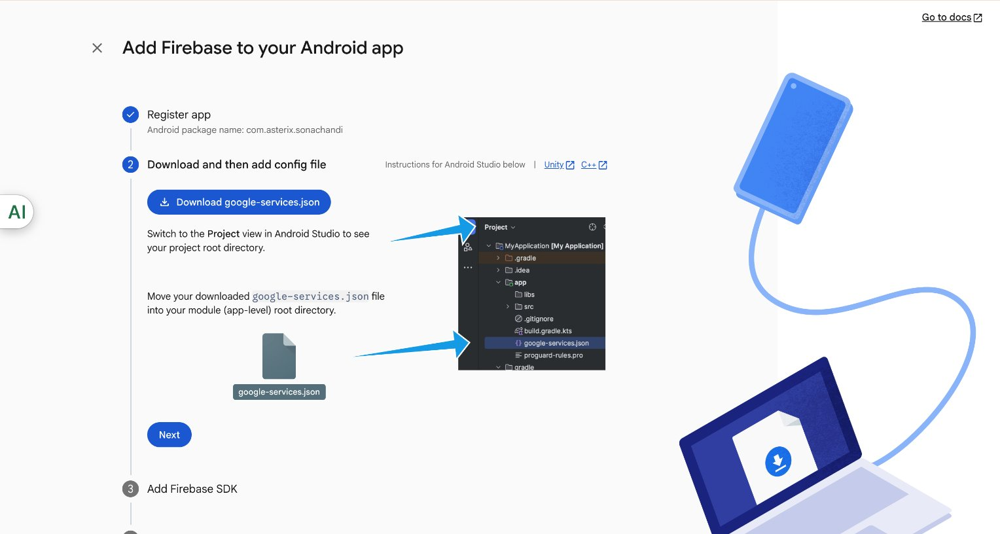 Go to docs
Add Firebase to your Android app
Register app
Android package name: com.asterix.sonachandi
2 Download and then add config file
Instructions for Android Studio below | Unity C++
AI
Download google-services.json
Switch to the Project view in Android Studio to see
your project root directory.
Move your downloaded google-services.json file
into your module (app-level) root directory.
google-services.json
Project
MyApplication [My Application]
.gradle
.idea
app
libs
src
.gitignore
build.gradle.kts
google-services.json
proguard-rules.pro
gradle
Next
3 Add Firebase SDK